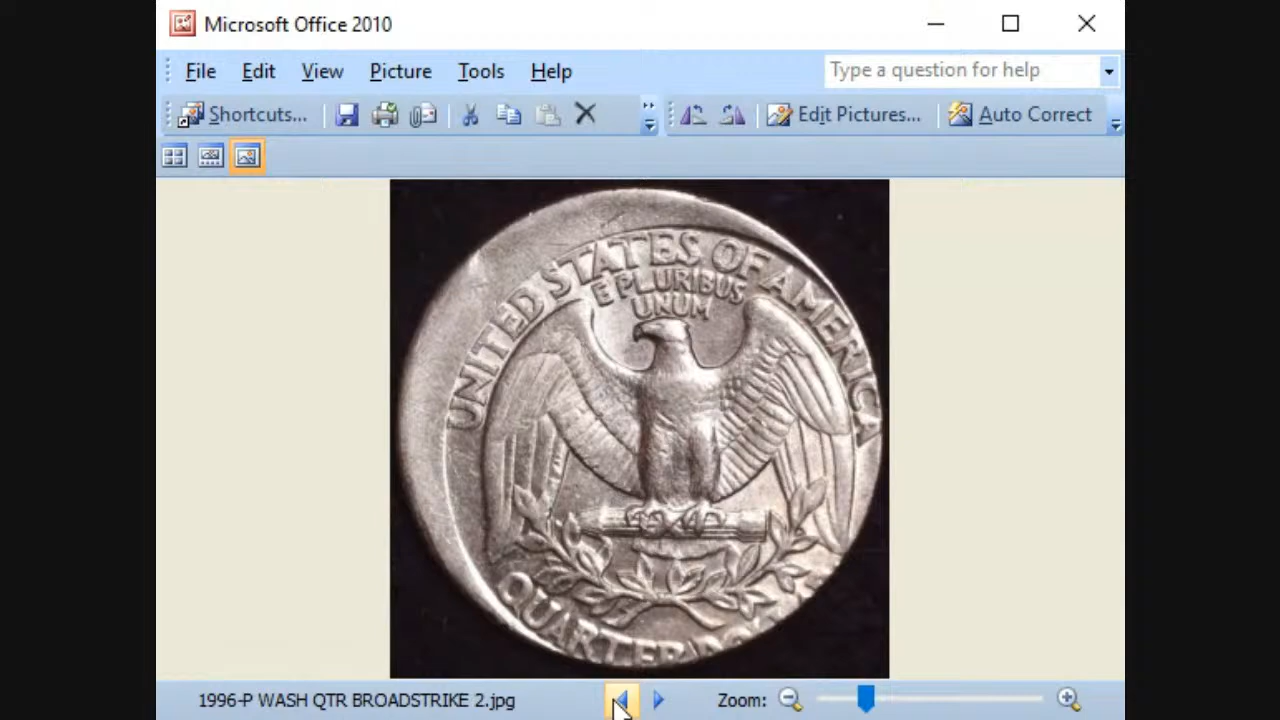 Microsoft Office 2010
File Edit View Picture Tools Help
Type a question for help
Shortcuts... Edit Pictures... Auto Correct
UNITED STATES OF AMERICA
E PLURIBUS
UNUM
QUARTER DO
1996-P WASH QTR BROADSTRIKE 2.jpg
Zoom: